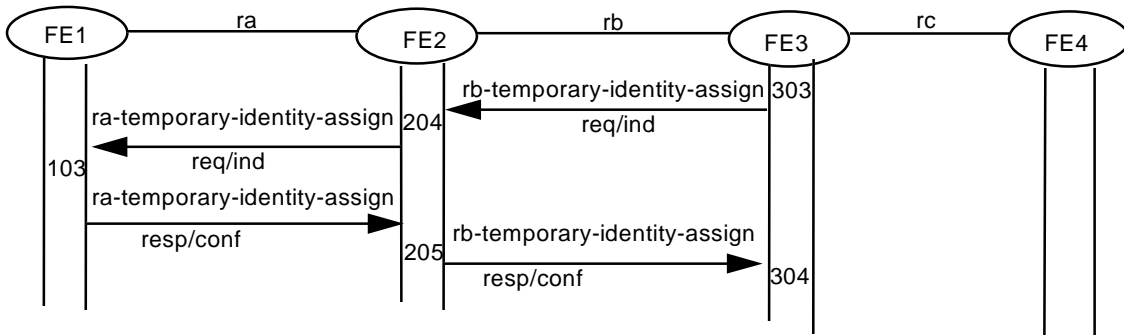 ra rb rc
FE1 FE2 FE3 FE4
rb-temporary-identity-assign 303
ra-temporary-identity-assign 204 req/ind
103 req/ind
ra-temporary-identity-assign
resp/conf rb-temporary-identity-assign
205 resp/conf 304